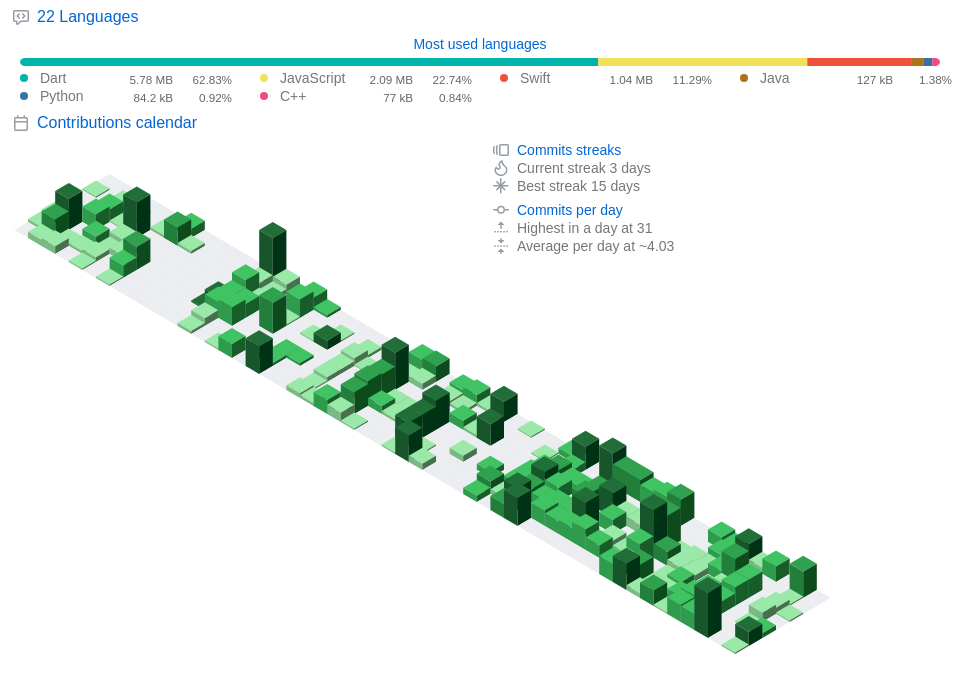 22 Languages
Most used languages
Dart 5.78 MB 62.83% JavaScript 2.09 MB 22.74% Swift 1.04 MB 11.29% Java 127 kB 1.38%
Python 84.2 kB 0.92% C++ 77 kB 0.84%
Contributions calendar
Commits streaks
Current streak 3 days
Best streak 15 days
Commits per day
Highest in a day at 31
Average per day at ~4.03